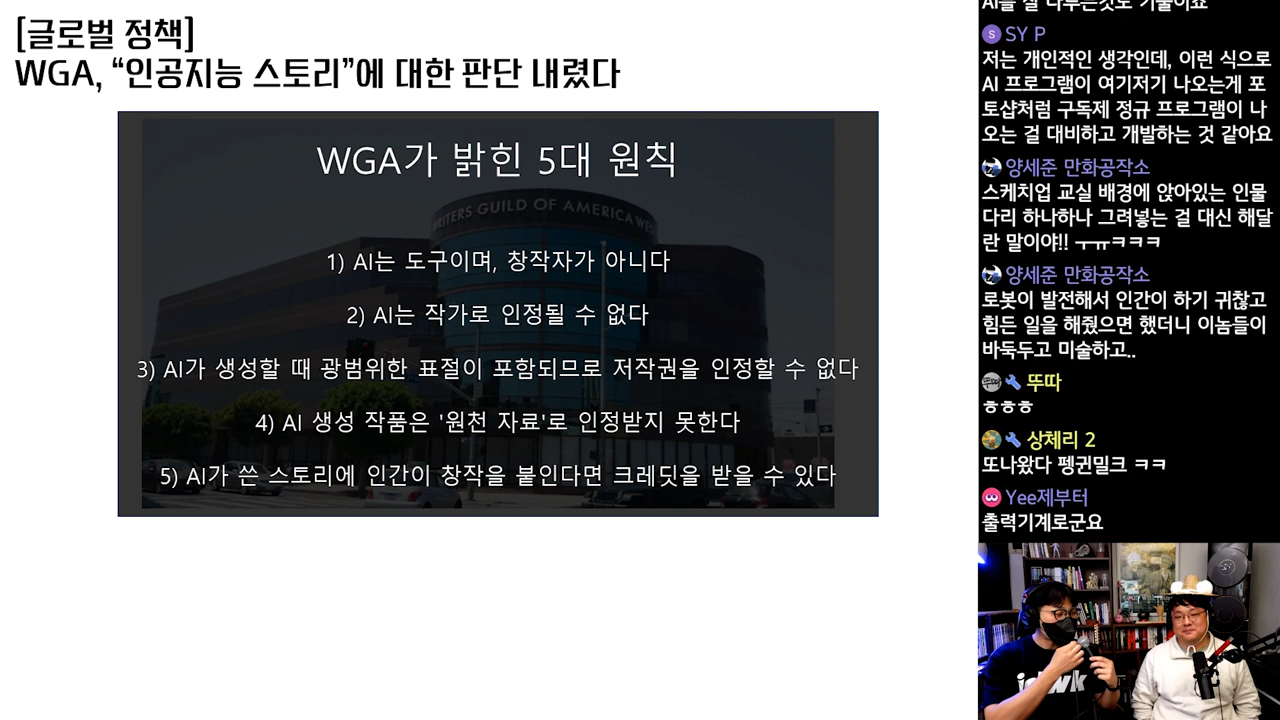 [글로벌 정책]
WGA, “인공지능 스토리”에 대한 판단 내렸다
WGA가 밝힌 5대 원칙
WRITERS GUILD OF AMERICA WES
1) AI는 도구이며, 창작자가 아니다
2) AI는 작가로 인정될 수 없다
3) AI가 생성할 때 광범위한 표절이 포함되므로 저작권을 인정할 수 없다
4) AI 생성 작품은 '원천 자료'로 인정받지 못한다
5) AI가 쓴 스토리에 인간이 창작을 붙인다면 크레딧을 받을 수 있다
AI를 잘 다루는것도 기술이죠
S SY P
저는 개인적인 생각인데, 이런 식으로
AI 프로그램이 여기저기 나오는게 포
토샵처럼 구독제 정규 프로그램이 나
오는 걸 대비하고 개발하는 것 같아요
양세준 만화공작소
스케치업 교실 배경에 앉아있는 인물
다리 하나하나 그려넣는 걸 대신 해달
란 말이야!! ㅜㅠㅋㅋㅋ
양세준 만화공작소
로봇이 발전해서 인간이 하기 귀찮고
힘든 일을 해줬으면 했더니 이놈들이
바둑두고 미술하고..
뚜따
ㅎㅎㅎ
상체리 2
또나왔다 펭귄밀크 ㅋㅋ
Yee제부터
출력기계로군요